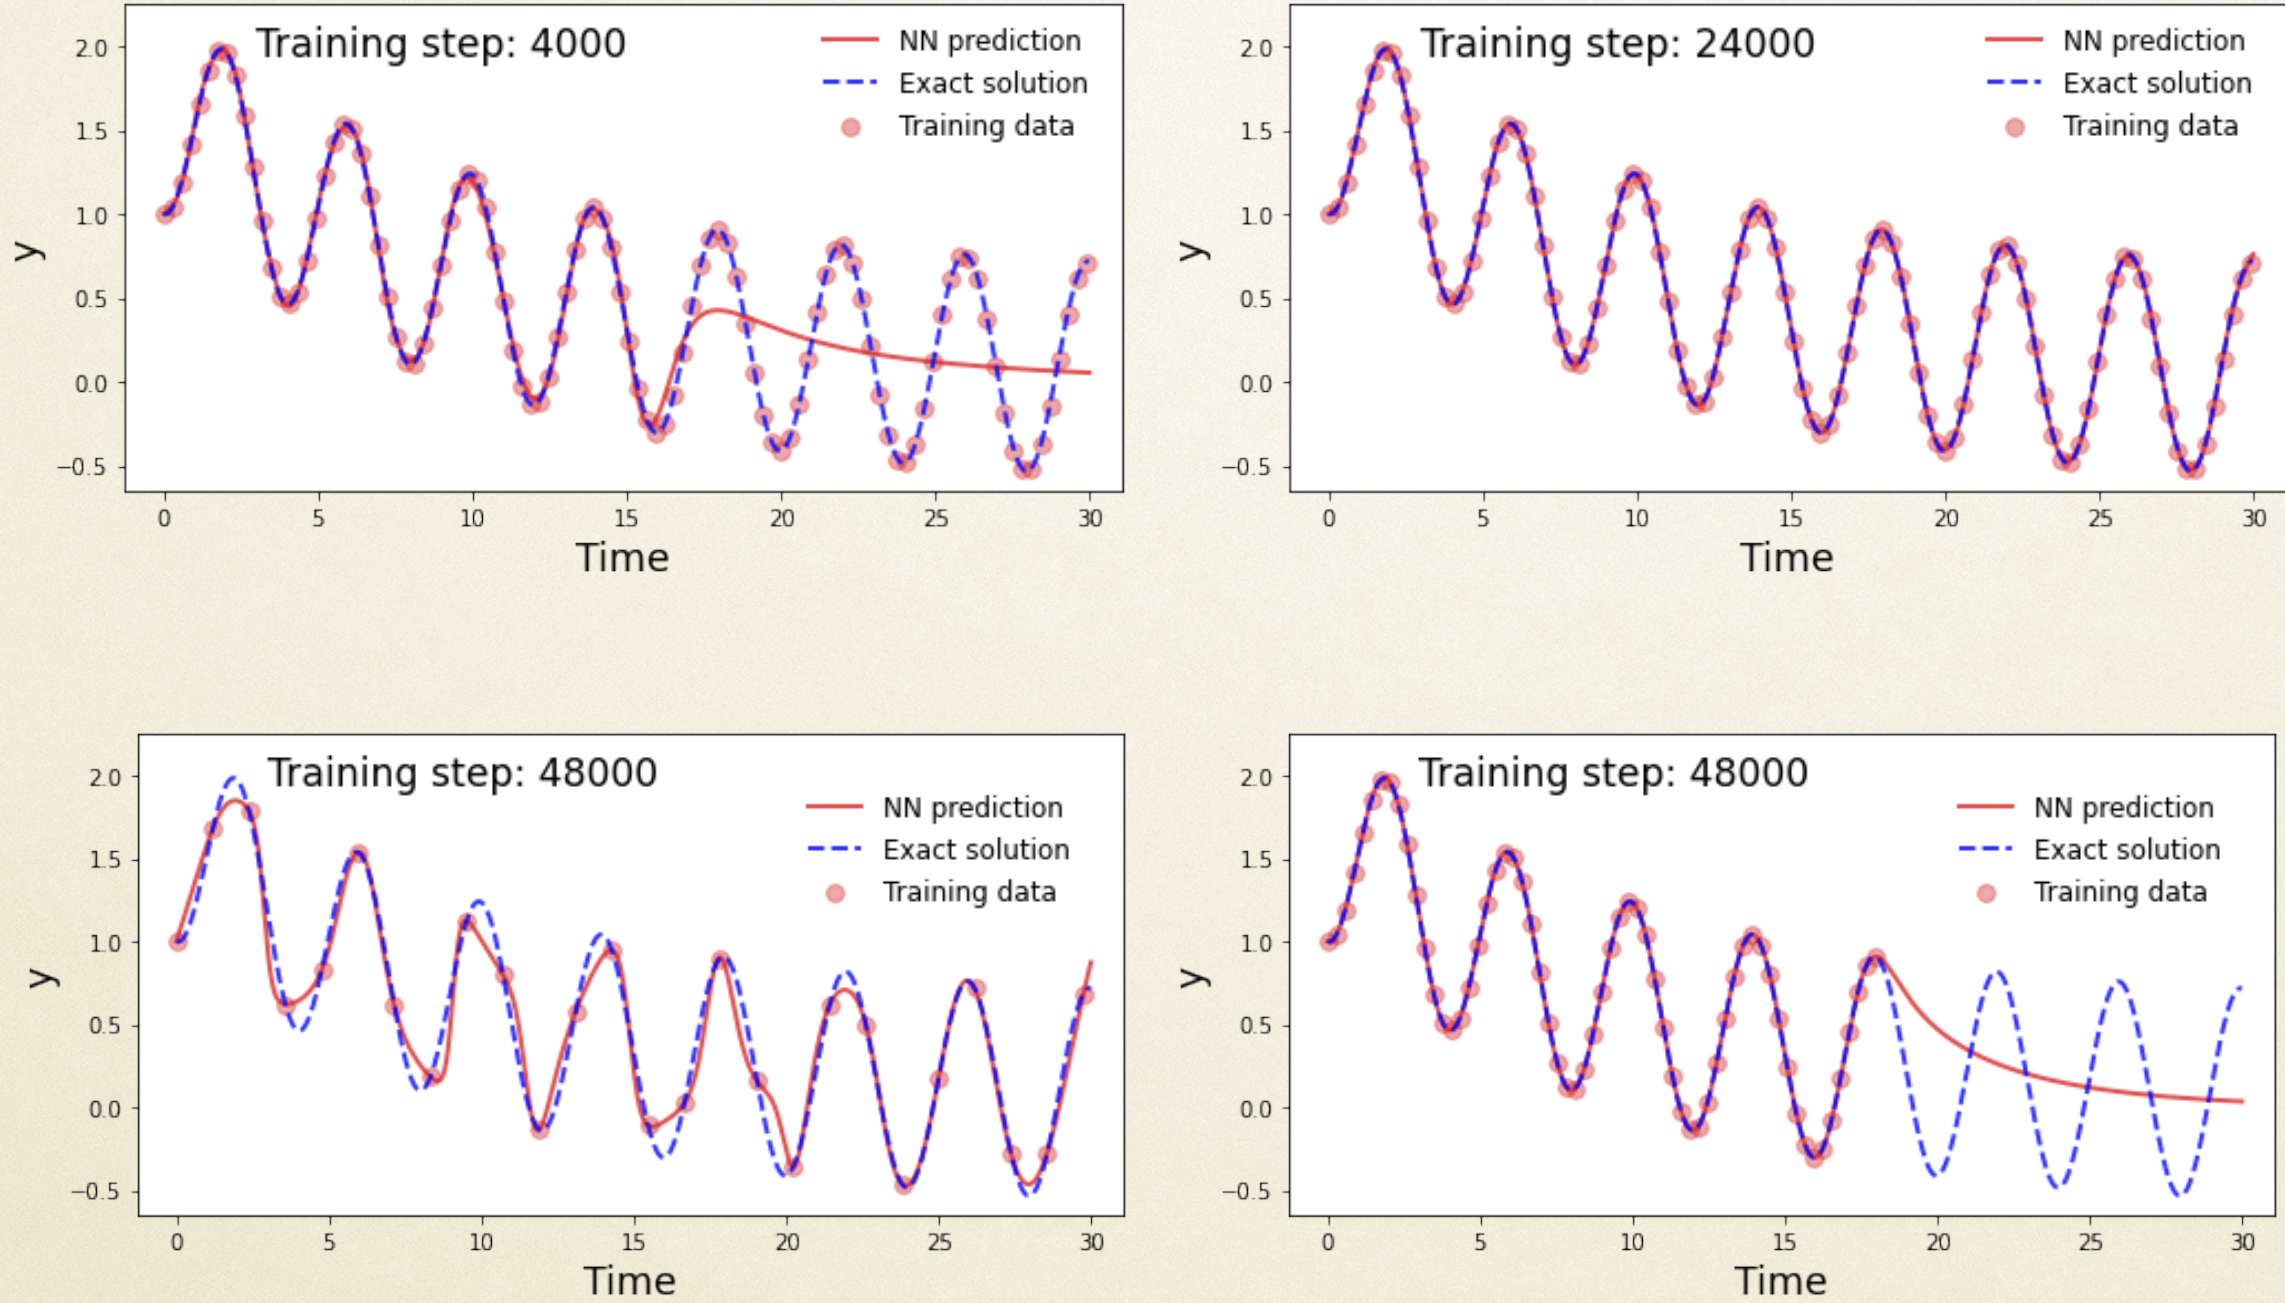 Training step: 4000
NN prediction
Exact solution
Training data
2.0
1.5
1.0
0.5
0.0
−0.5
y
0 5 10 15 20 25 30
Time
Training step: 24000
NN prediction
Exact solution
Training data
2.0
1.5
1.0
0.5
0.0
−0.5
y
0 5 10 15 20 25 30
Time
Training step: 48000
NN prediction
Exact solution
Training data
2.0
1.5
1.0
0.5
0.0
−0.5
y
0 5 10 15 20 25 30
Time
Training step: 48000
NN prediction
Exact solution
Training data
2.0
1.5
1.0
0.5
0.0
−0.5
y
0 5 10 15 20 25 30
Time